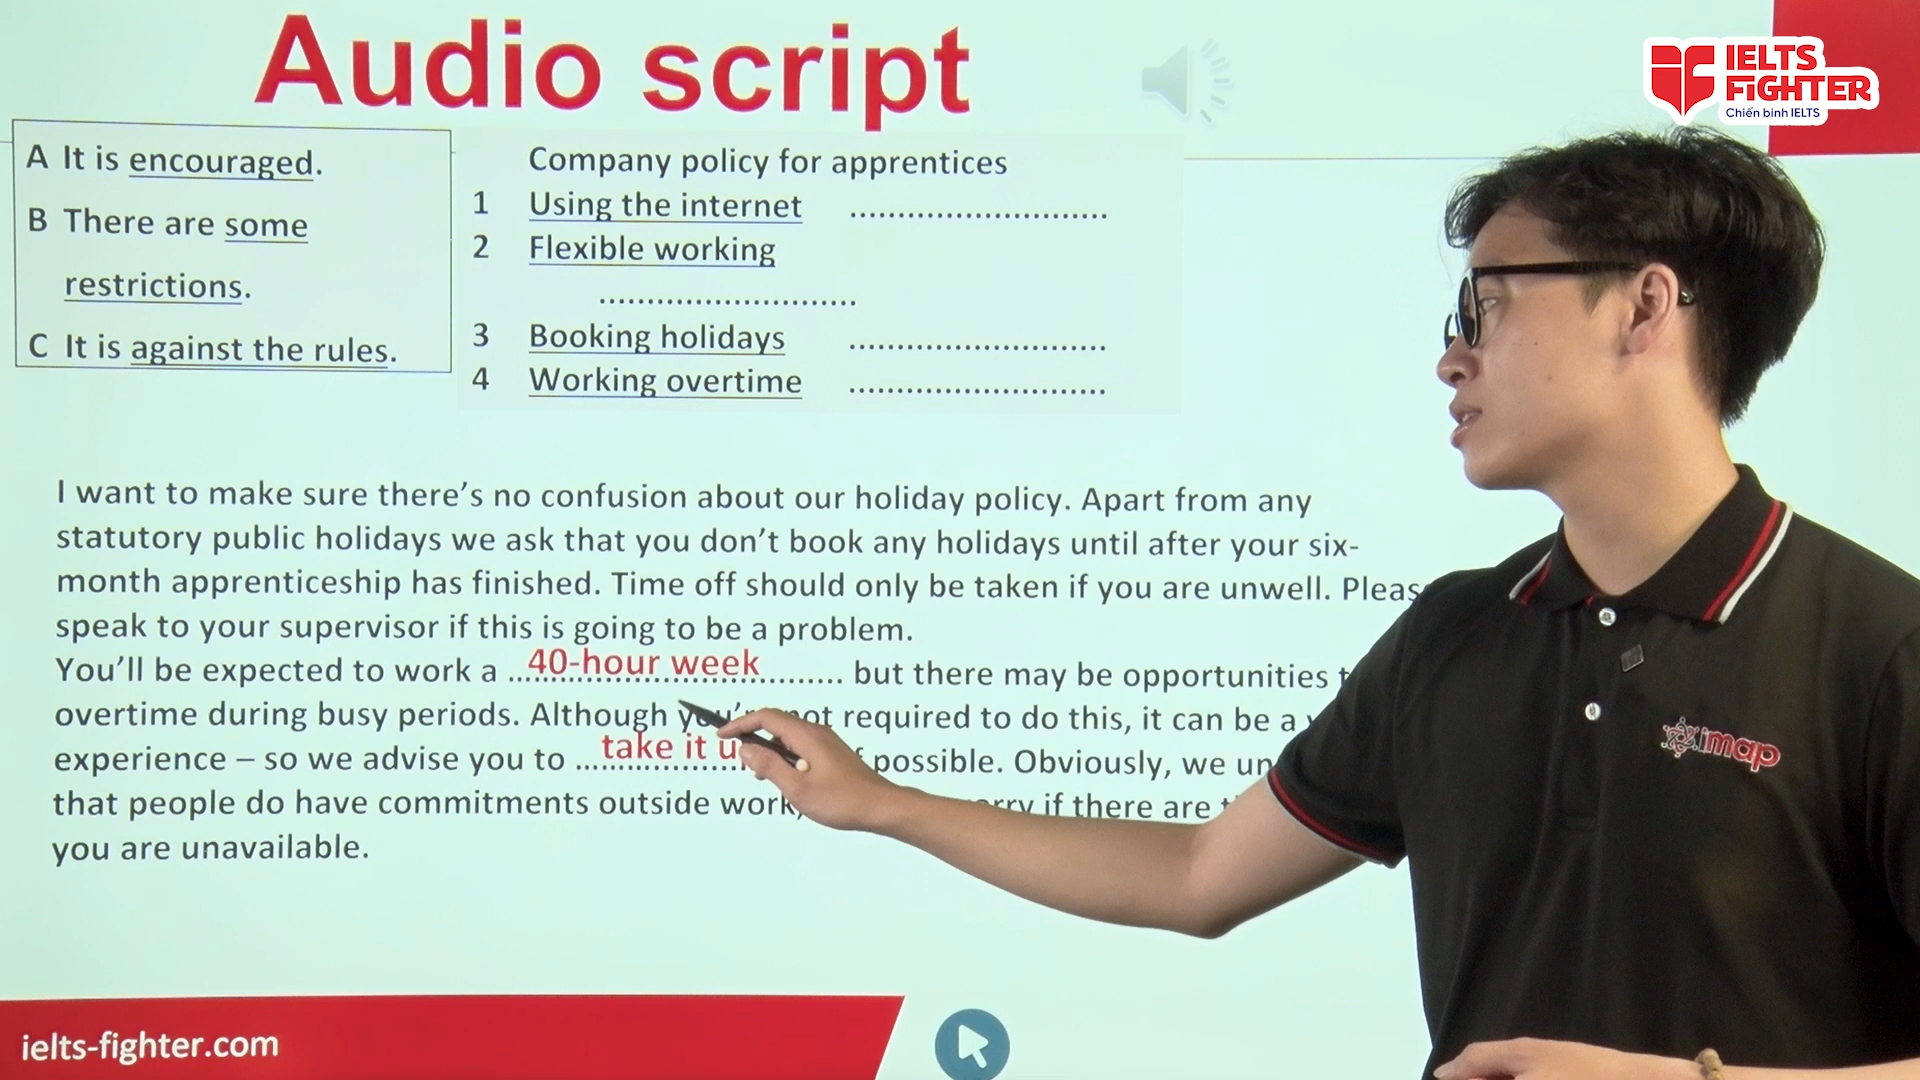 Audio script
IELTS
FiGHTER
Chiến binh IELTS
A It is encouraged.
B There are some
restrictions.
C It is against the rules.
Company policy for apprentices
1 Using the internet ...........................
2 Flexible working
...........................
3 Booking holidays ...........................
4 Working overtime ...........................
I want to make sure there's no confusion about our holiday policy. Apart from any
statutory public holidays we ask that you don't book any holidays until after your six-
month apprenticeship has finished. Time off should only be taken if you are unwell.
speak to your supervisor if this is going to be a problem.
You'll be expected to work a ... 40-hour week ... but there may be opportunities
overtime during busy periods. Although not required to do this, it can be a
experience – so we advise you to ... take it possible. Obviously, we
that people do have commitments outside work, if there are
you are unavailable.
imap
ielts-fighter.com